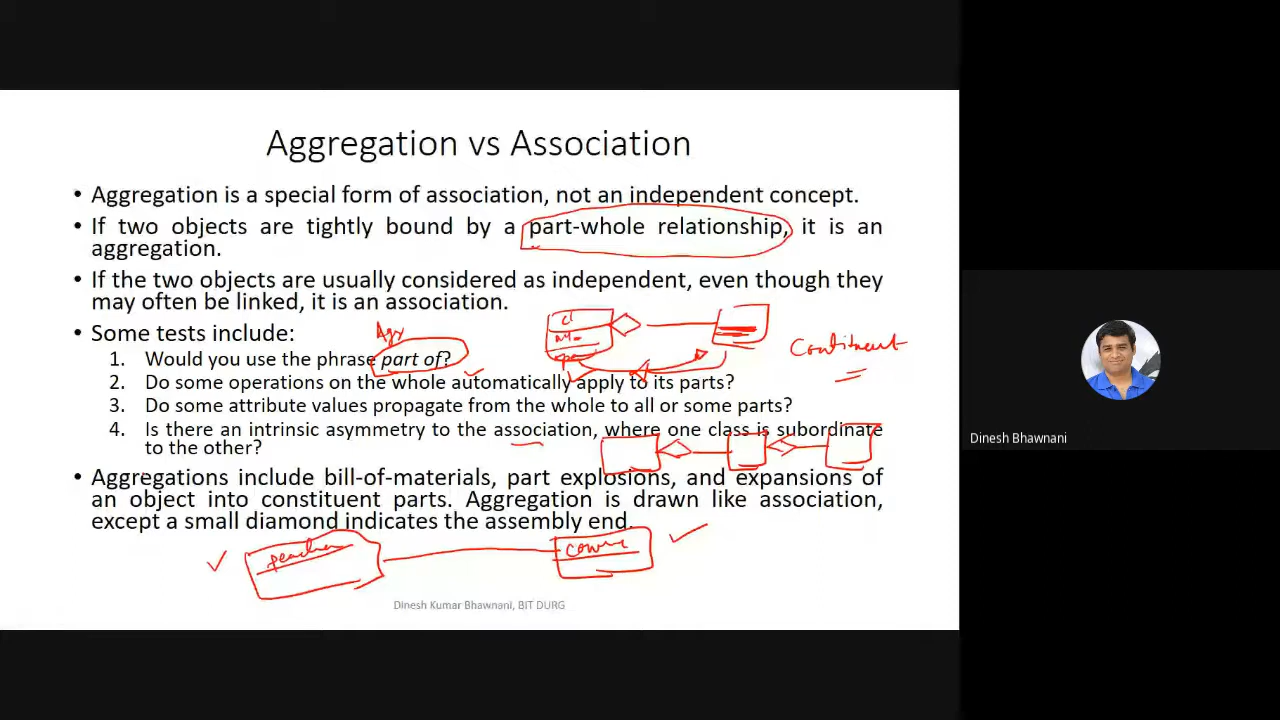 Aggregation vs Association
• Aggregation is a special form of association, not an independent concept.
• If two objects are tightly bound by a part-whole relationship, it is an
aggregation.
• If the two objects are usually considered as independent, even though they
may often be linked, it is an association.
• Some tests include:
1. Would you use the phrase part of?
2. Do some operations on the whole automatically apply to its parts?
3. Do some attribute values propagate from the whole to all or some parts?
4. Is there an intrinsic asymmetry to the association, where one class is subordinate
to the other?
• Aggregations include bill-of-materials, part explosions, and expansions of
an object into constituent parts. Aggregation is drawn like association,
except a small diamond indicates the assembly end.
Dinesh Kumar Bhawnani, BIT DURG
Dinesh Bhawnani